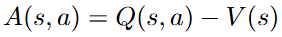 A(s, a) = Q(s, a) − V(s)